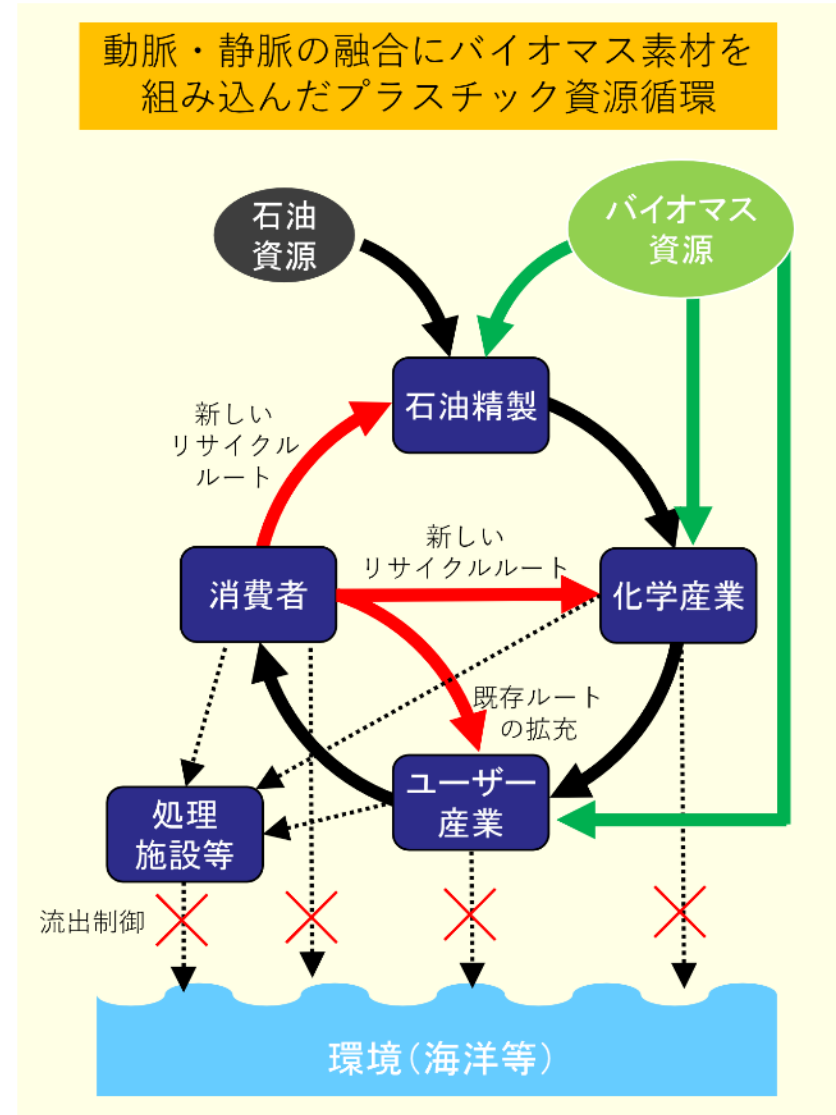 動脈・静脈の融合にバイオマス素材を
組み込んだプラスチック資源循環
石油
資源
バイオマス
資源
石油精製
新しい
リサイクル
ルート
新しい
リサイクルルート
消費者
化学産業
既存ルート
の拡充
ユーザー
産業
処理
施設等
流出制御
環境(海洋等)